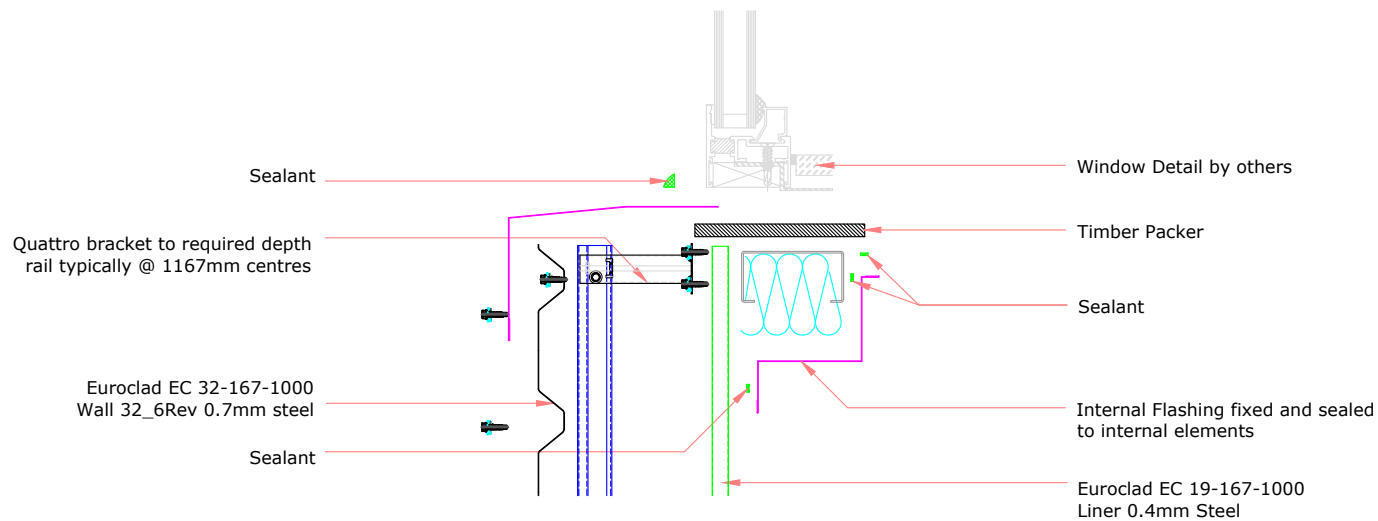 Sealant
Quattro bracket to required depth
rail typically @ 1167mm centres
Euroclad EC 32-167-1000
Wall 32_6Rev 0.7mm steel
Sealant
Window Detail by others
Timber Packer
Sealant
Internal Flashing fixed and sealed
to internal elements
Euroclad EC 19-167-1000
Liner 0.4mm Steel